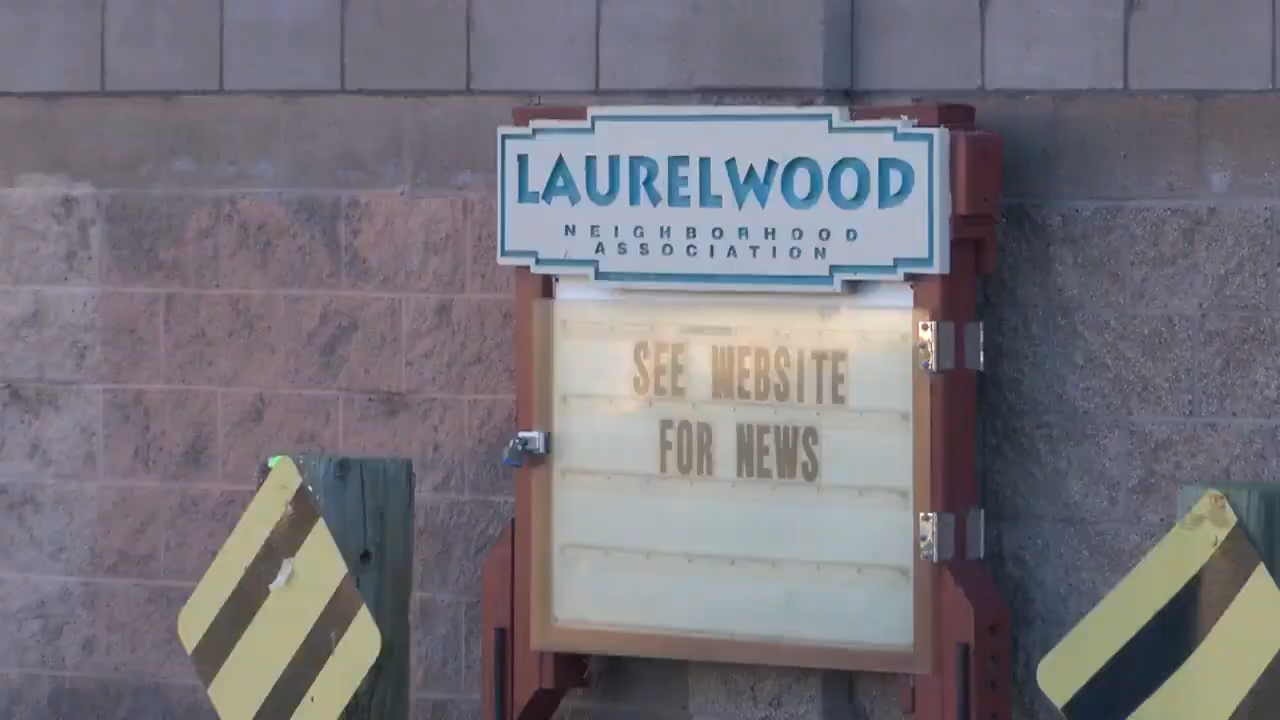 LAURELWOOD
NEIGHBORHOOD
ASSOCIATION
SEE WEBSITE
FOR NEWS